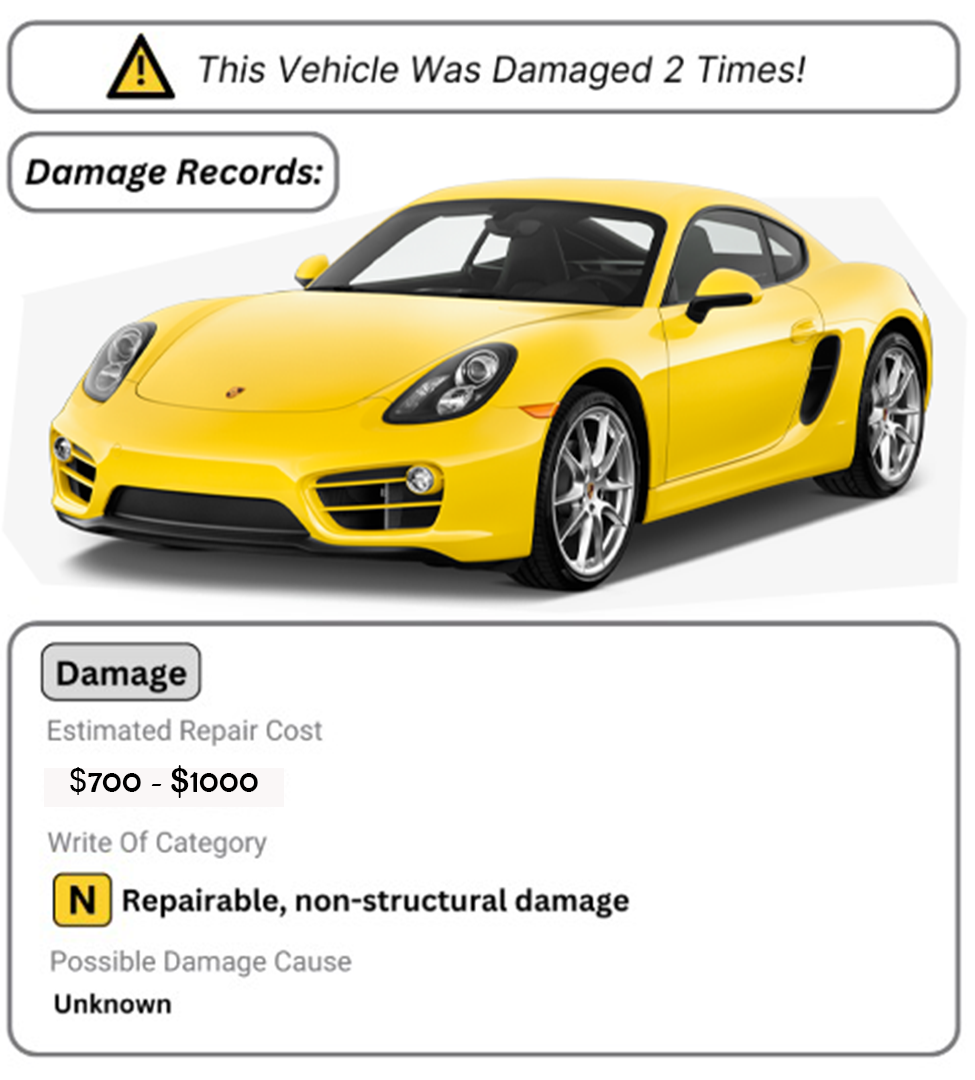 This Vehicle Was Damaged 2 Times!
Damage Records:
Damage
Estimated Repair Cost
$700 - $1000
Write Of Category
N Repairable, non-structural damage
Possible Damage Cause
Unknown